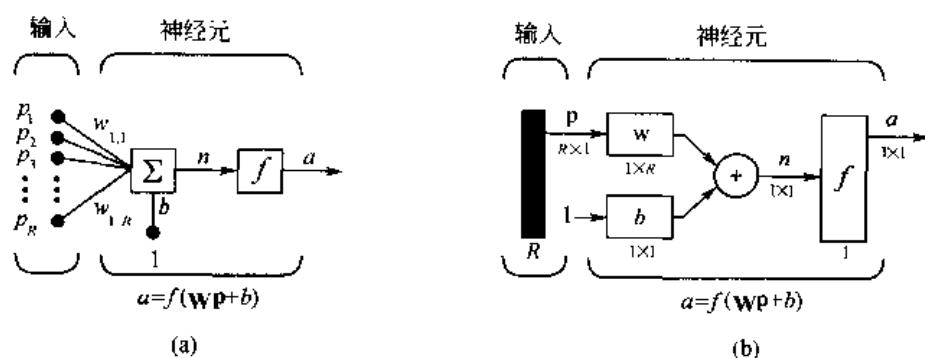 输入
神经元
p₁
p₂
p₃
p_R
w₁,₁
w₁ R
Σ
b
1
n
f
a
a=f(wp+b)
(a)
输入
神经元
p
R×1
w
1×R
1
b
1×1
R
+
n
1×1
f
1
a
1×1
a=f(wp+b)
(b)